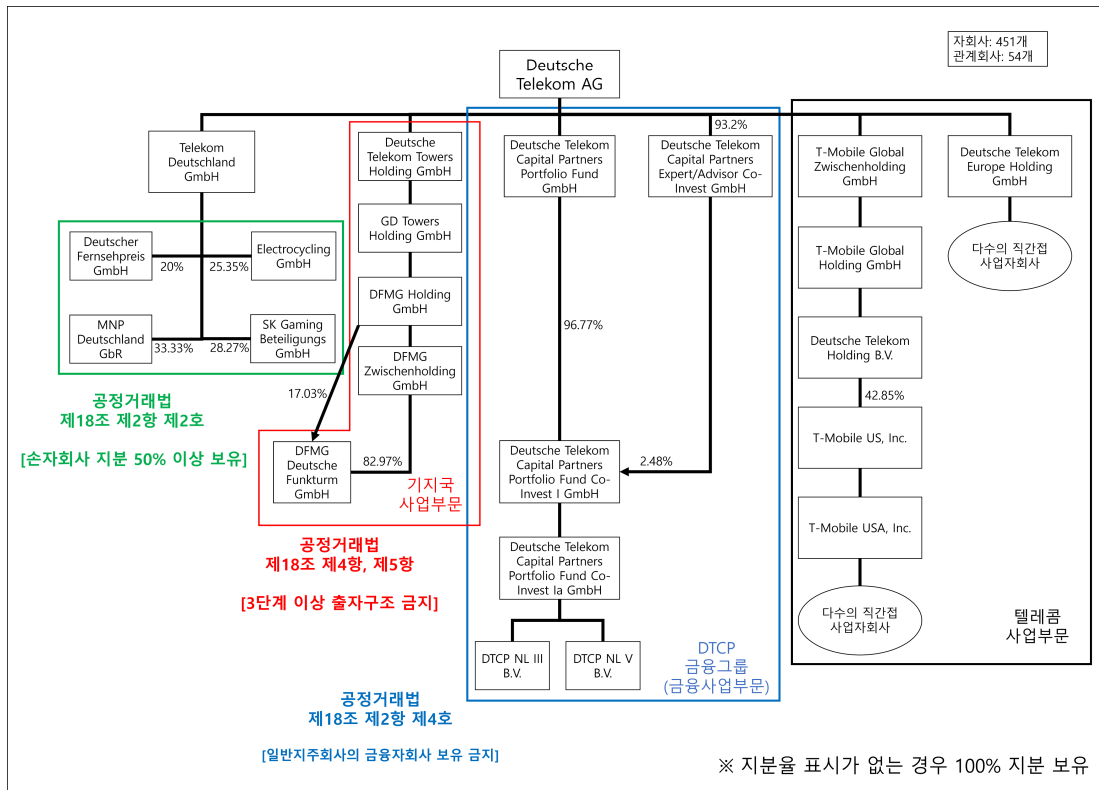 자회사: 451개
관계회사: 54개
Deutsche
Telekom AG
93.2%
Telekom
Deutschland
GmbH
Deutsche
Telekom Towers
Holding GmbH
Deutsche Telekom
Capital Partners
Portfolio Fund
GmbH
Deutsche Telekom
Capital Partners
Expert/Advisor Co-
Invest GmbH
T-Mobile Global
Zwischenholding
GmbH
Deutsche Telekom
Europe Holding
GmbH
Deutscher
Fernsehpreis
GmbH
20%
25.35%
Electrocycling
GmbH
GD Towers
Holding GmbH
T-Mobile Global
Holding GmbH
다수의 직간접
사업자회사
MNP
Deutschland
GbR
33.33%
28.27%
SK Gaming
Beteiligungs
GmbH
DFMG Holding
GmbH
96.77%
Deutsche Telekom
Holding B.V.
DFMG
Zwischenholding
GmbH
17.03%
42.85%
공정거래법
제18조 제2항 제2호
[손자회사 지분 50% 이상 보유]
DFMG
Deutsche
Funkturm
GmbH
82.97%
기지국
사업부문
Deutsche Telekom
Capital Partners
Portfolio Fund Co-
Invest I GmbH
2.48%
T-Mobile US, Inc.
T-Mobile USA, Inc.
공정거래법
제18조 제4항, 제5항
[3단계 이상 출자구조 금지]
Deutsche Telekom
Capital Partners
Portfolio Fund Co-
Invest Ia GmbH
다수의 직간접
사업자회사
텔레콤
사업부문
DTCP NL III
B.V.
DTCP NL V
B.V.
DTCP
금융그룹
(금융사업부문)
공정거래법
제18조 제2항 제4호
[일반지주회사의 금융자회사 보유 금지]
※ 지분율 표시가 없는 경우 100% 지분 보유